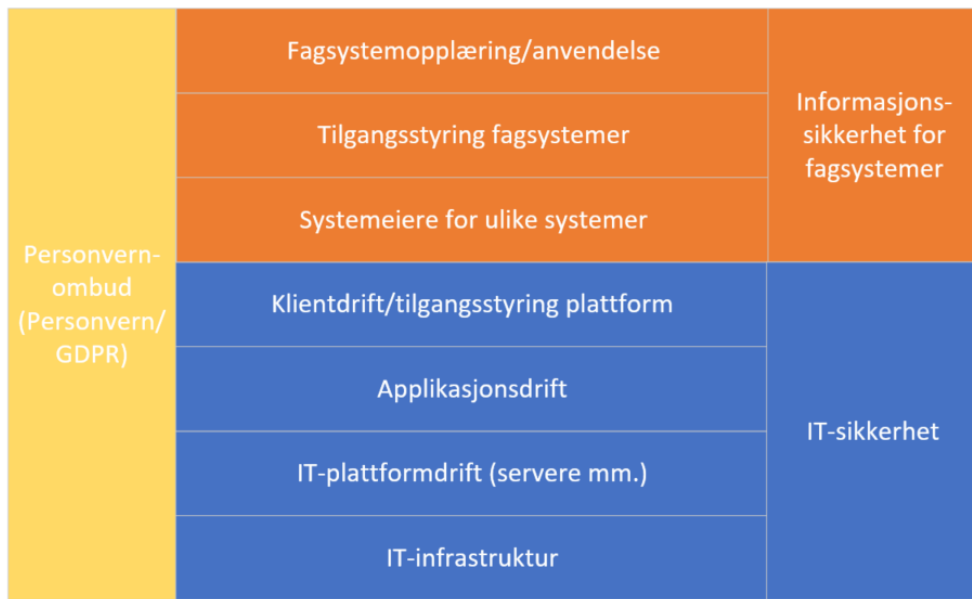 Personvern-
ombud
(Personvern/
GDPR)
Fagsystemopplæring/anvendelse
Tilgangsstyring fagsystemer
Systemeiere for ulike systemer
Informasjons-
sikkerhet for
fagsystemer
Klientdrift/tilgangsstyring plattform
Applikasjonsdrift
IT-plattformdrift (servere mm.)
IT-infrastruktur
IT-sikkerhet